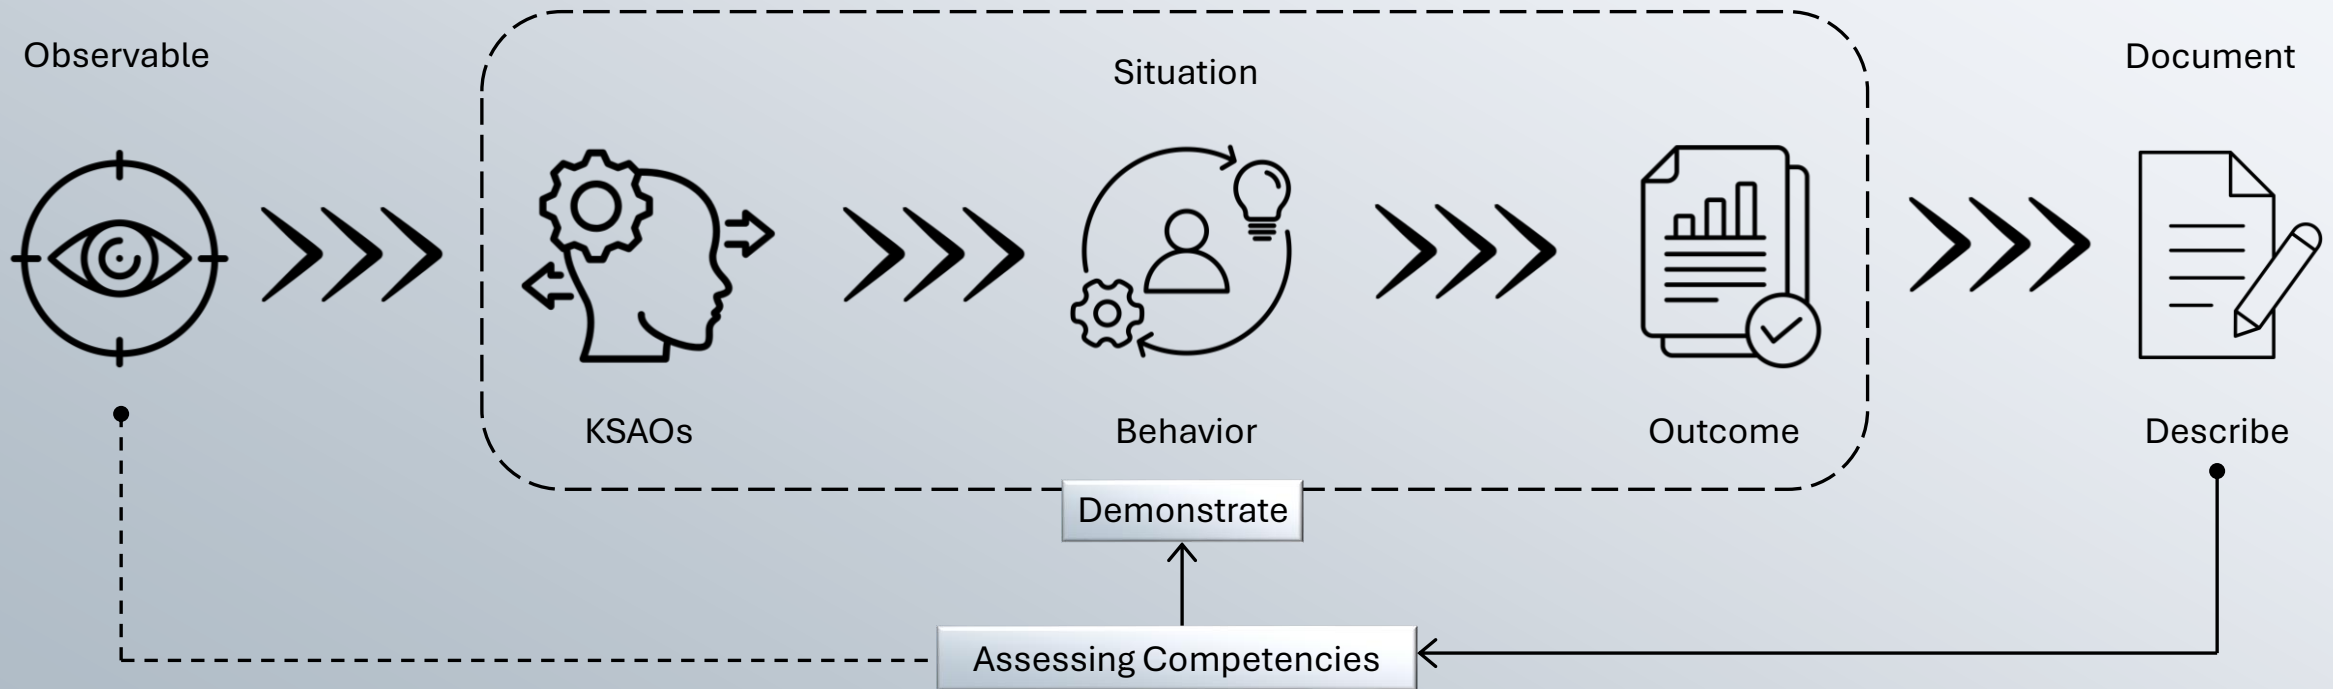 Observable
Situation
Document
KSAOs
Behavior
Outcome
Describe
Demonstrate
Assessing Competencies